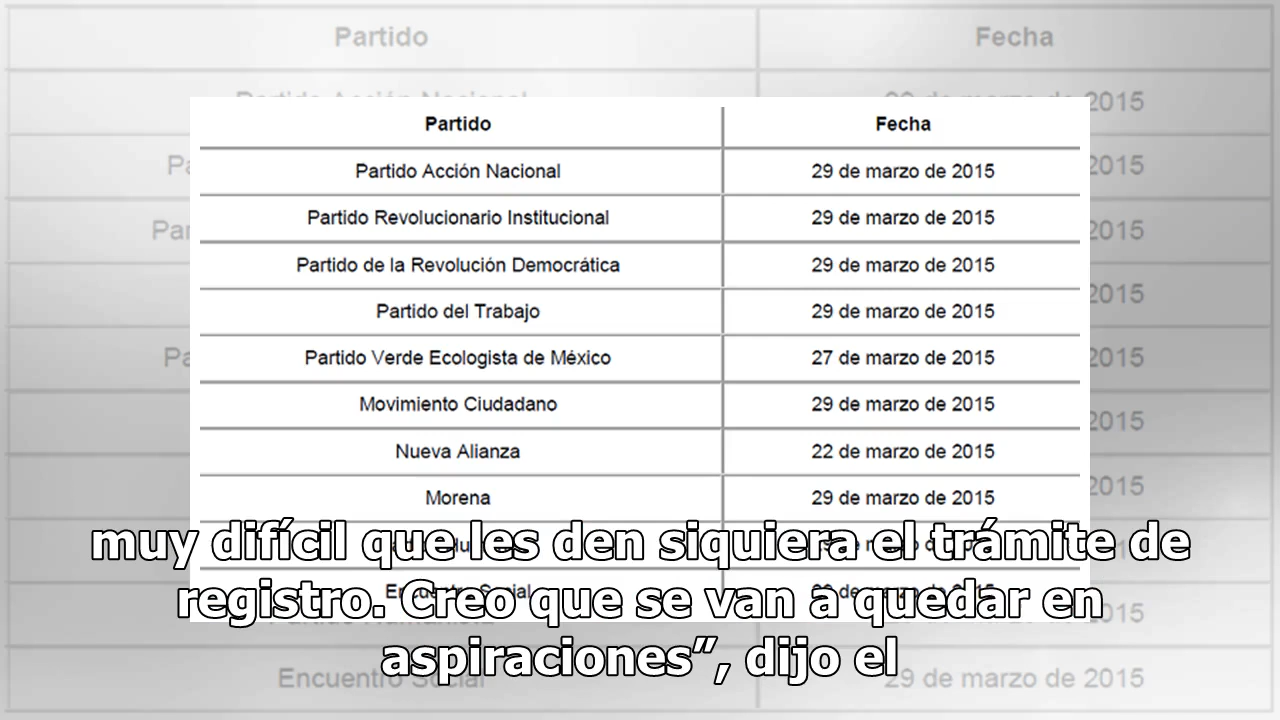 Partido Fecha
Partido Acción Nacional 29 de marzo de 2015
Partido Revolucionario Institucional 29 de marzo de 2015
Partido de la Revolución Democrática 29 de marzo de 2015
Partido del Trabajo 29 de marzo de 2015
Partido Verde Ecologista de México 27 de marzo de 2015
Movimiento Ciudadano 29 de marzo de 2015
Nueva Alianza 22 de marzo de 2015
Morena 29 de marzo de 2015
Encuentro Social 29 de marzo de 2015
muy difícil que les den siquiera el trámite de
registro. Creo que se van a quedar en
aspiraciones”, dijo el